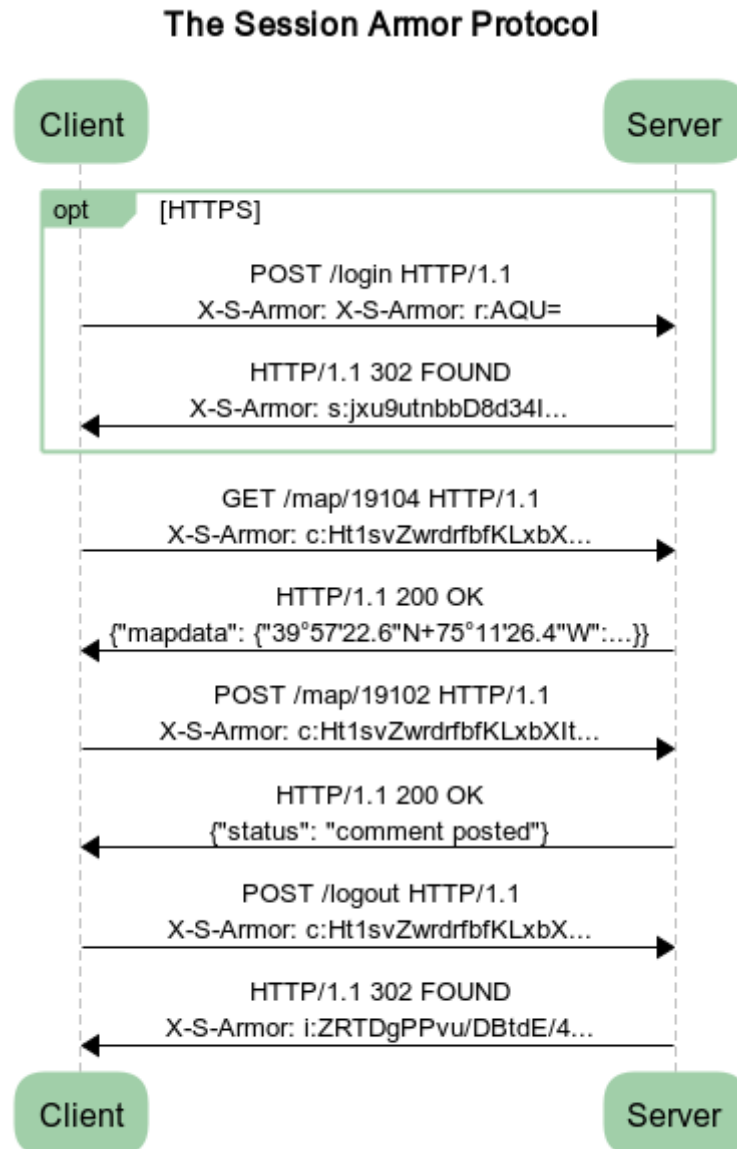 The Session Armor Protocol
Client Server
opt [HTTPS]
POST /login HTTP/1.1
X-S-Armor: X-S-Armor: r:AQU=
HTTP/1.1 302 FOUND
X-S-Armor: s:jxu9utnbbD8d34I...
GET /map/19104 HTTP/1.1
X-S-Armor: c:Ht1svZwrdrfbfKLxbX...
HTTP/1.1 200 OK
{"mapdata": {"39°57'22.6"N+75°11'26.4"W":...}}
POST /map/19102 HTTP/1.1
X-S-Armor: c:Ht1svZwrdrfbfKLxbXIt...
HTTP/1.1 200 OK
{"status": "comment posted"}
POST /logout HTTP/1.1
X-S-Armor: c:Ht1svZwrdrfbfKLxbX...
HTTP/1.1 302 FOUND
X-S-Armor: i:ZRTDgPPvu/DBtdE/4...
Client Server